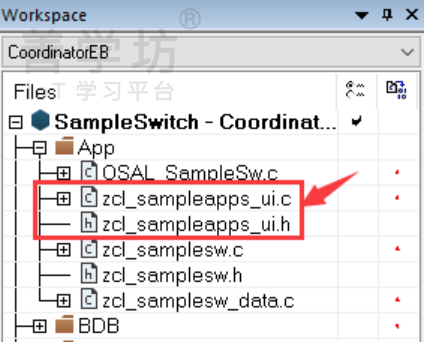 Workspace
®
善学坊
CoordinatorEB
IT 学习平台
Files
SampleSwitch - Coordinat...
App
OSAL_SampleSw.c
zcl_sampleapps_ui.c
zcl_sampleapps_ui.h
zcl_samplesw.c
zcl_samplesw.h
zcl_samplesw_data.c
BDB